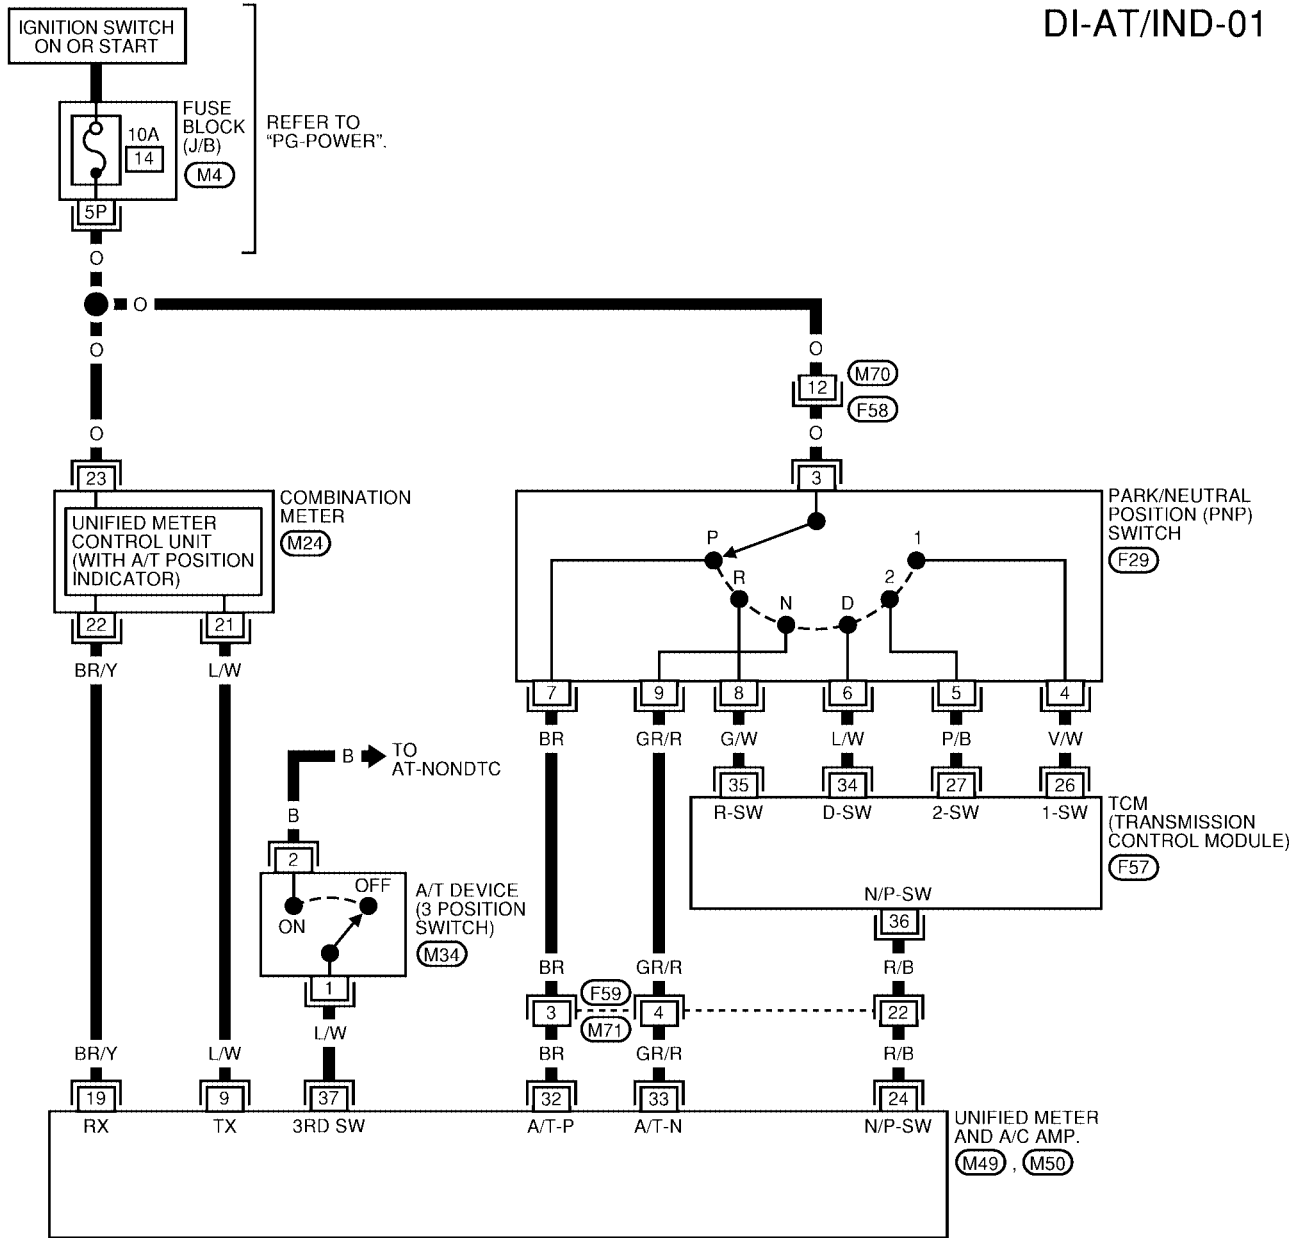 DI-AT/IND-01
IGNITION SWITCH
ON OR START
FUSE
BLOCK
(J/B)
M4
10A
14
REFER TO
“PG-POWER”.
5P
O
O
O
O
O
12
M70
F58
O
23
3
COMBINATION
METER
M24
UNIFIED METER
CONTROL UNIT
(WITH A/T POSITION
INDICATOR)
PARK/NEUTRAL
POSITION (PNP)
SWITCH
F29
P
R
N
D
2
1
22
21
BR/Y
L/W
7
9
8
6
5
4
BR
GR/R
G/W
L/W
P/B
V/W
B
TO
AT-NONDTC
B
35
34
27
26
R-SW
D-SW
2-SW
1-SW
TCM
(TRANSMISSION
CONTROL MODULE)
F57
N/P-SW
36
2
OFF
ON
A/T DEVICE
(3 POSITION
SWITCH)
M34
1
L/W
BR
GR/R
R/B
F59
M71
3
4
22
BR/Y
L/W
BR
GR/R
R/B
19
9
37
32
33
24
RX
TX
3RD SW
A/T-P
A/T-N
N/P-SW
UNIFIED METER
AND A/C AMP.
M49 , M50